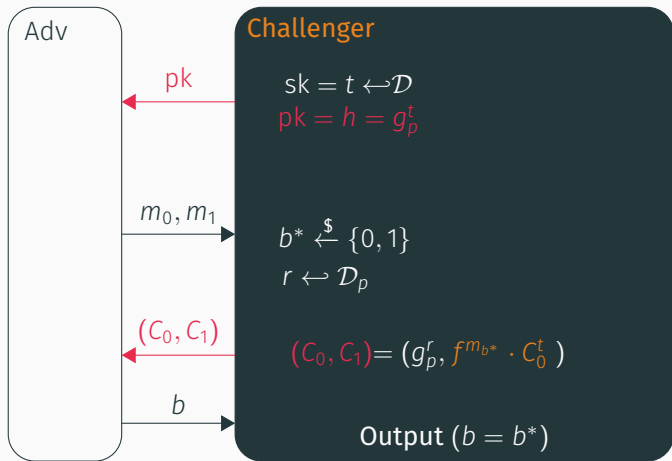 Adv
Challenger
pk
sk = t ↩ 𝒟
pk = h = g_p^t
m_0, m_1
b* ←$ {0, 1}
r ↩ 𝒟_p
(C_0, C_1)
(C_0, C_1) = (g_p^r, f^{m_{b*}} · C_0^t )
b
Output (b = b*)